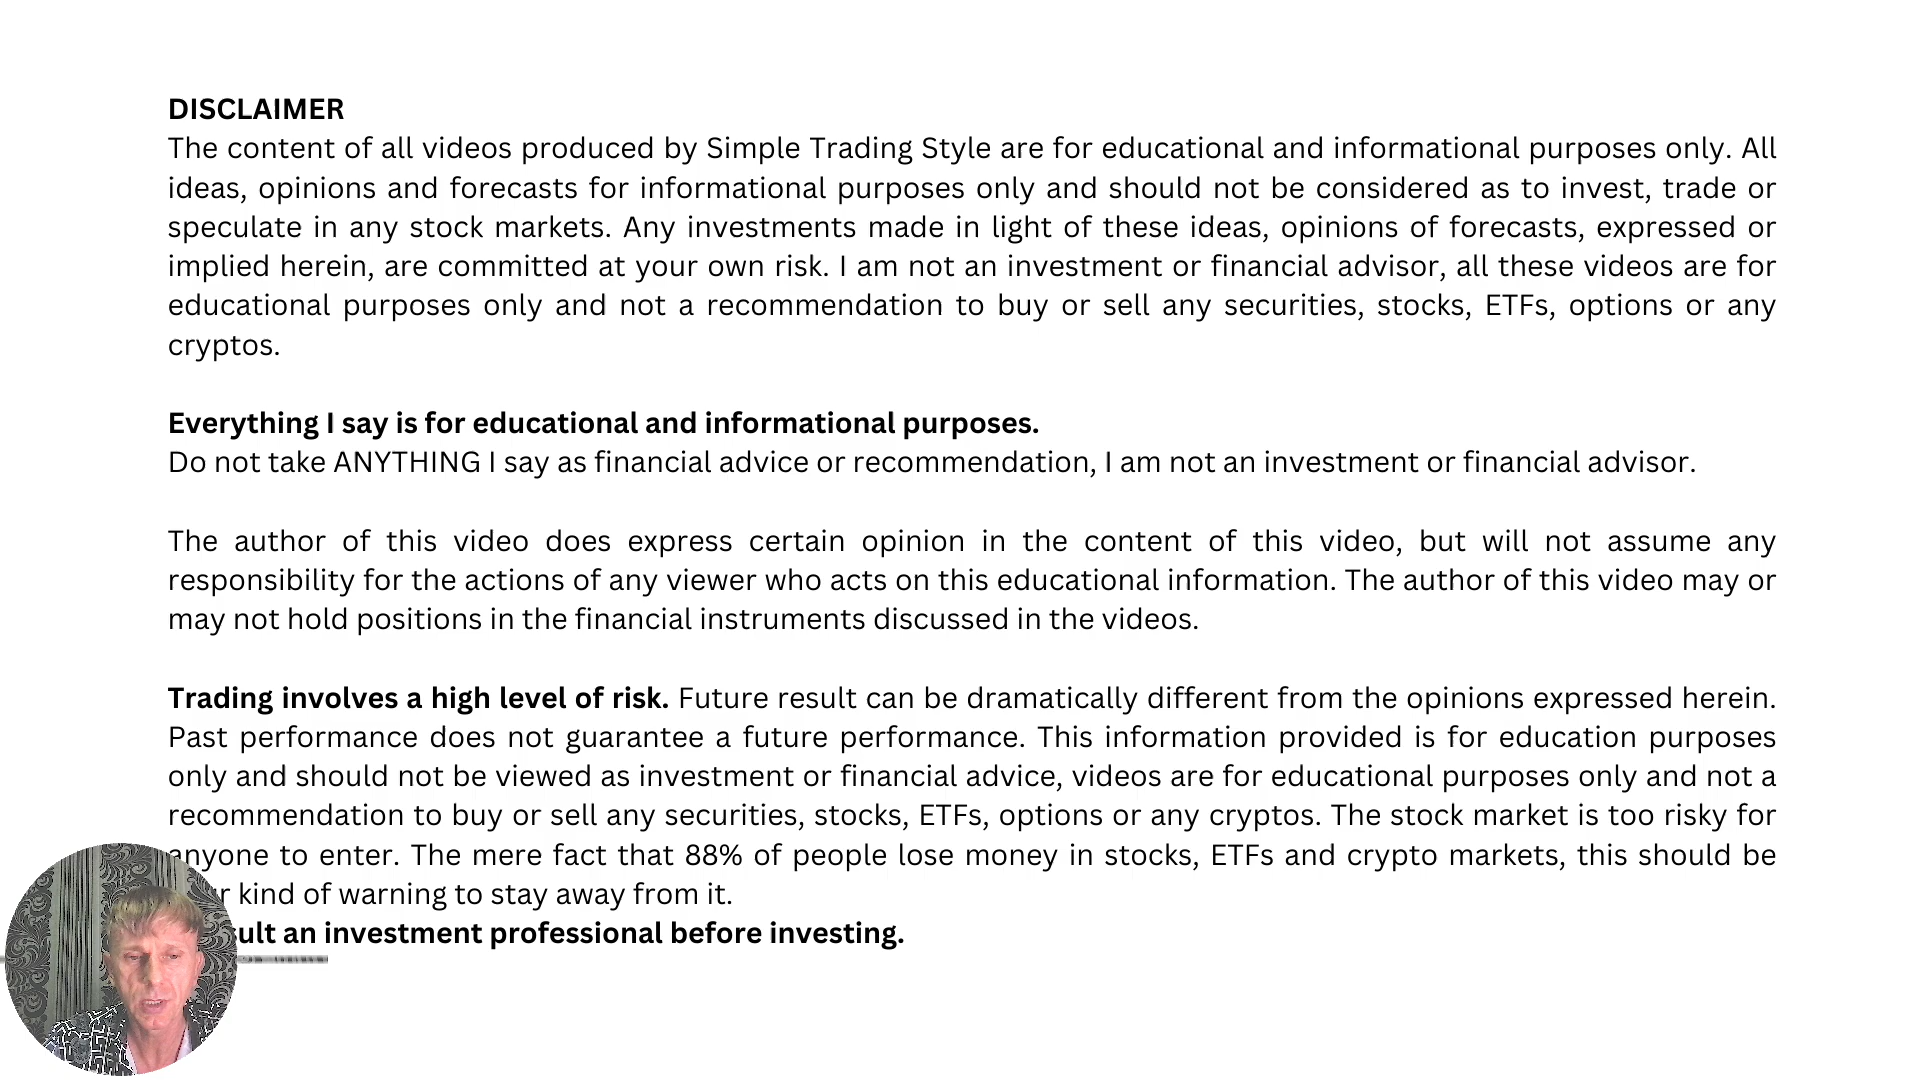 DISCLAIMER
The content of all videos produced by Simple Trading Style are for educational and informational purposes only. All
ideas, opinions and forecasts for informational purposes only and should not be considered as to invest, trade or
speculate in any stock markets. Any investments made in light of these ideas, opinions of forecasts, expressed or
implied herein, are committed at your own risk. I am not an investment or financial advisor, all these videos are for
educational purposes only and not a recommendation to buy or sell any securities, stocks, ETFs, options or any
cryptos.
Everything I say is for educational and informational purposes.
Do not take ANYTHING I say as financial advice or recommendation, I am not an investment or financial advisor.
The author of this video does express certain opinion in the content of this video, but will not assume any
responsibility for the actions of any viewer who acts on this educational information. The author of this video may or
may not hold positions in the financial instruments discussed in the videos.
Trading involves a high level of risk. Future result can be dramatically different from the opinions expressed herein.
Past performance does not guarantee a future performance. This information provided is for education purposes
only and should not be viewed as investment or financial advice, videos are for educational purposes only and not a
recommendation to buy or sell any securities, stocks, ETFs, options or any cryptos. The stock market is too risky for
anyone to enter. The mere fact that 88% of people lose money in stocks, ETFs and crypto markets, this should be
kind of warning to stay away from it.
an investment professional before investing.